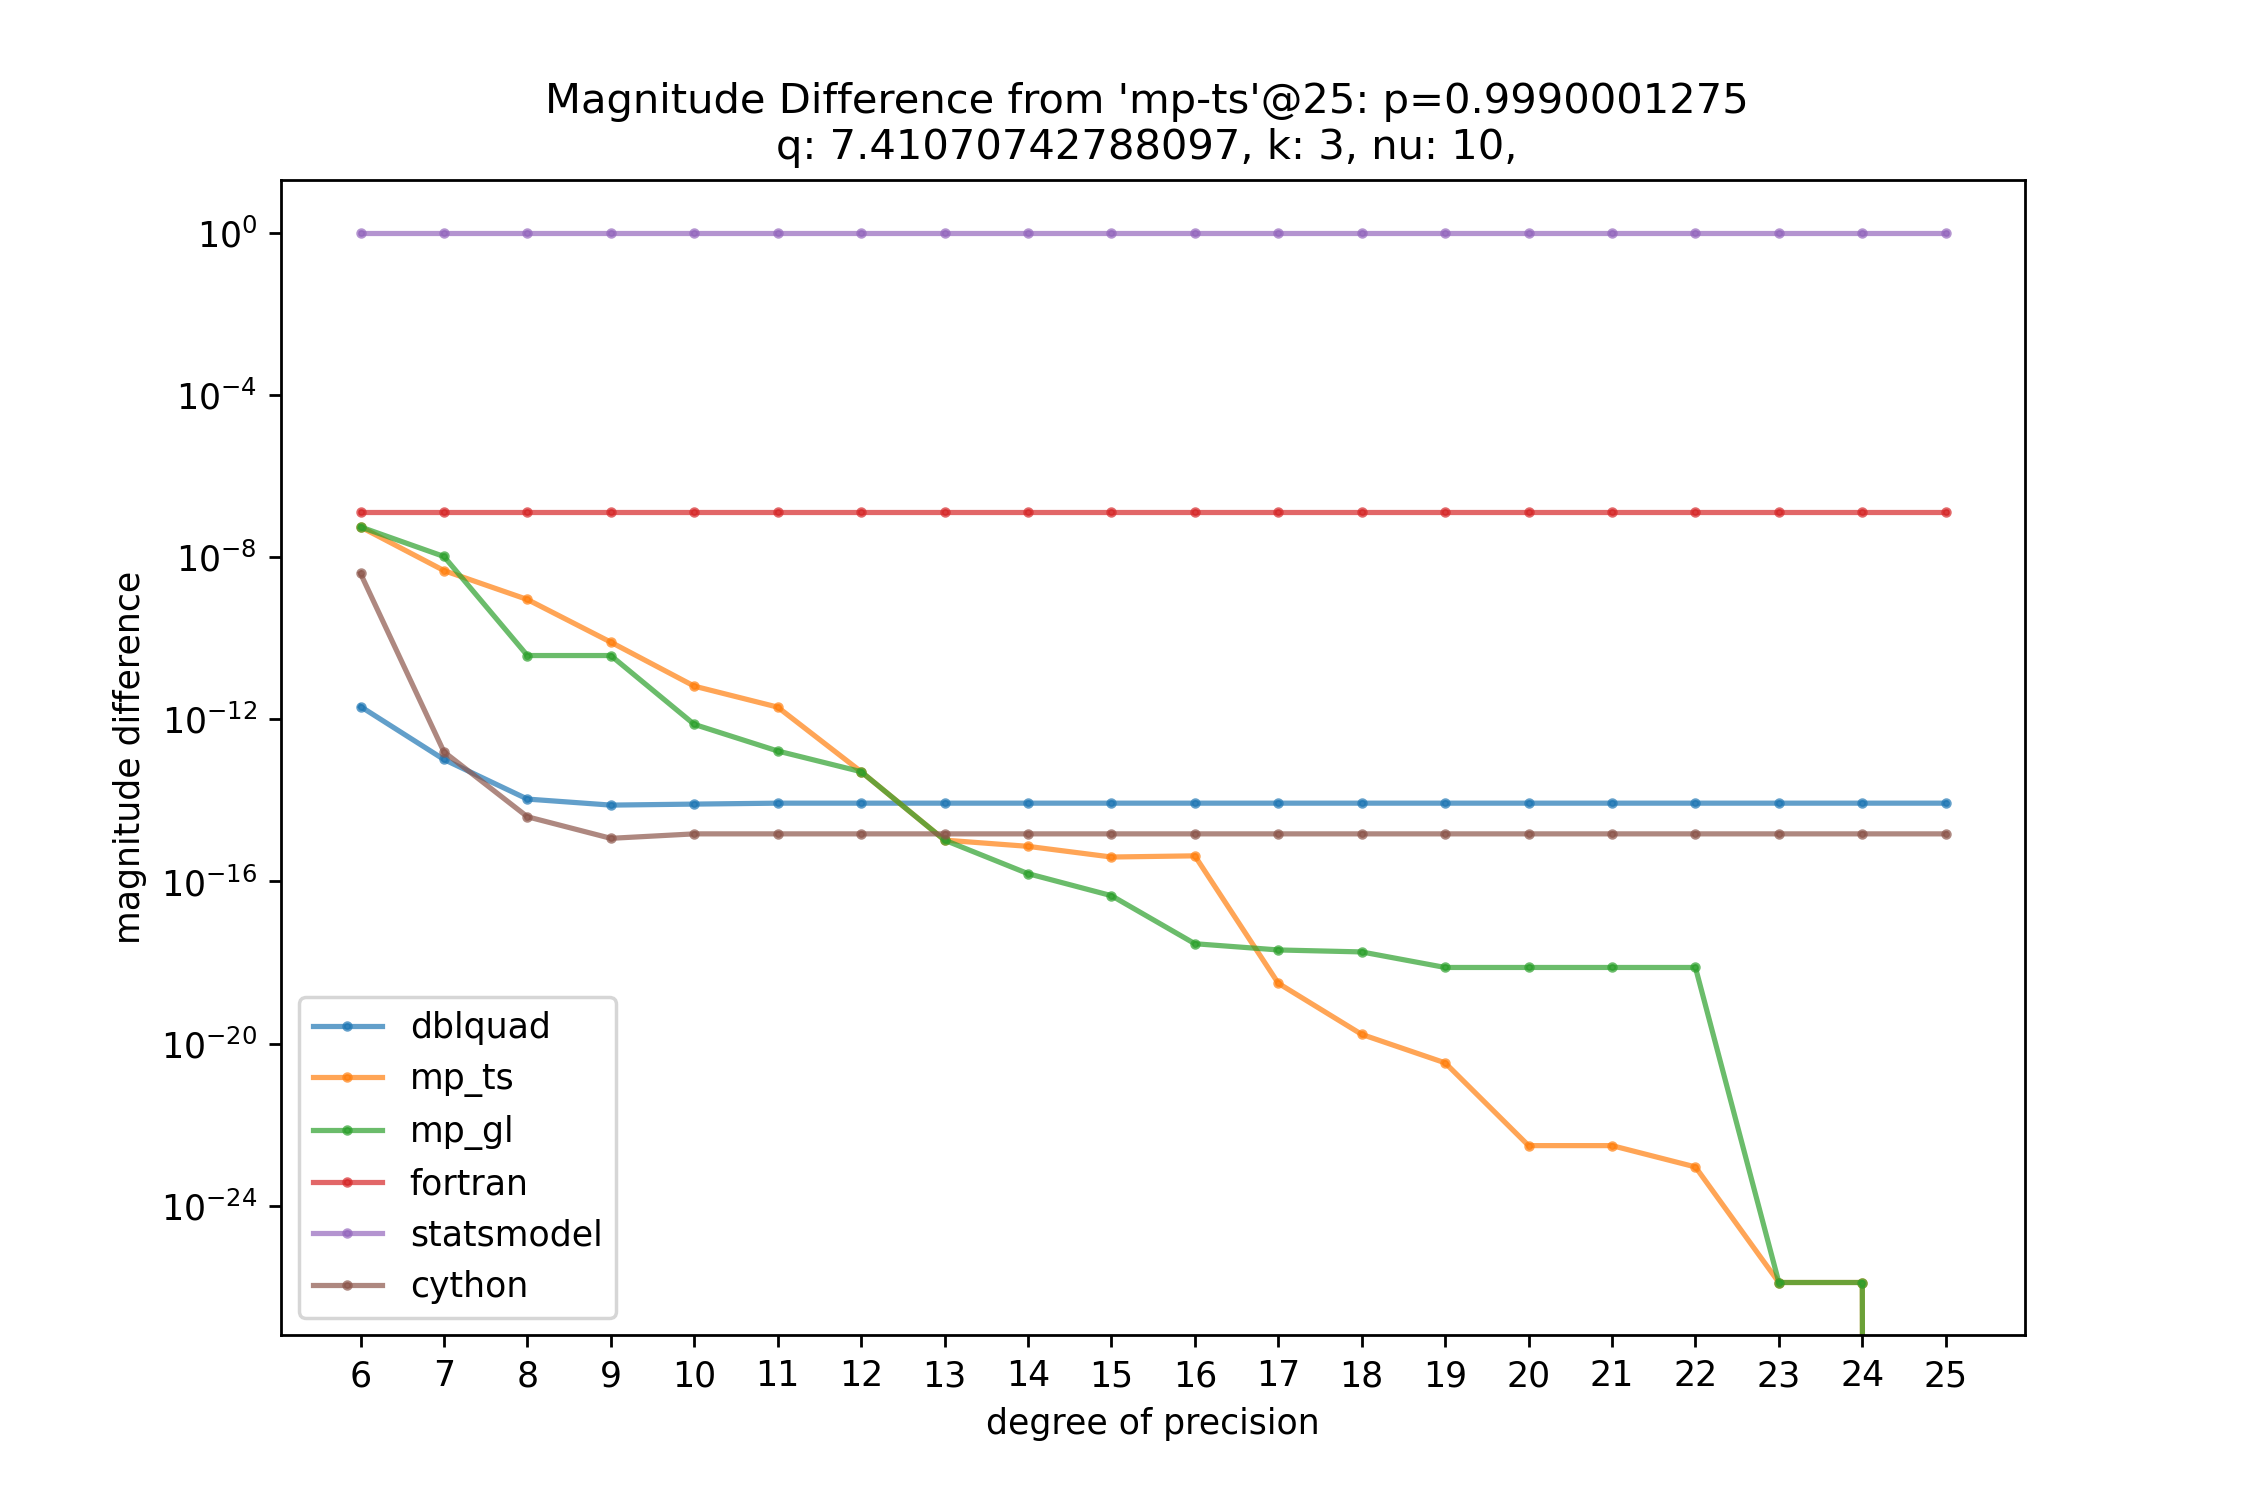 Magnitude Difference from 'mp-ts'@25: p=0.9990001275
q: 7.41070742788097, k: 3, nu: 10,
magnitude difference
10⁰
10⁻⁴
10⁻⁸
10⁻¹²
10⁻¹⁶
10⁻²⁰
10⁻²⁴
dblquad
mp_ts
mp_gl
fortran
statsmodel
cython
6 7 8 9 10 11 12 13 14 15 16 17 18 19 20 21 22 23 24 25
degree of precision